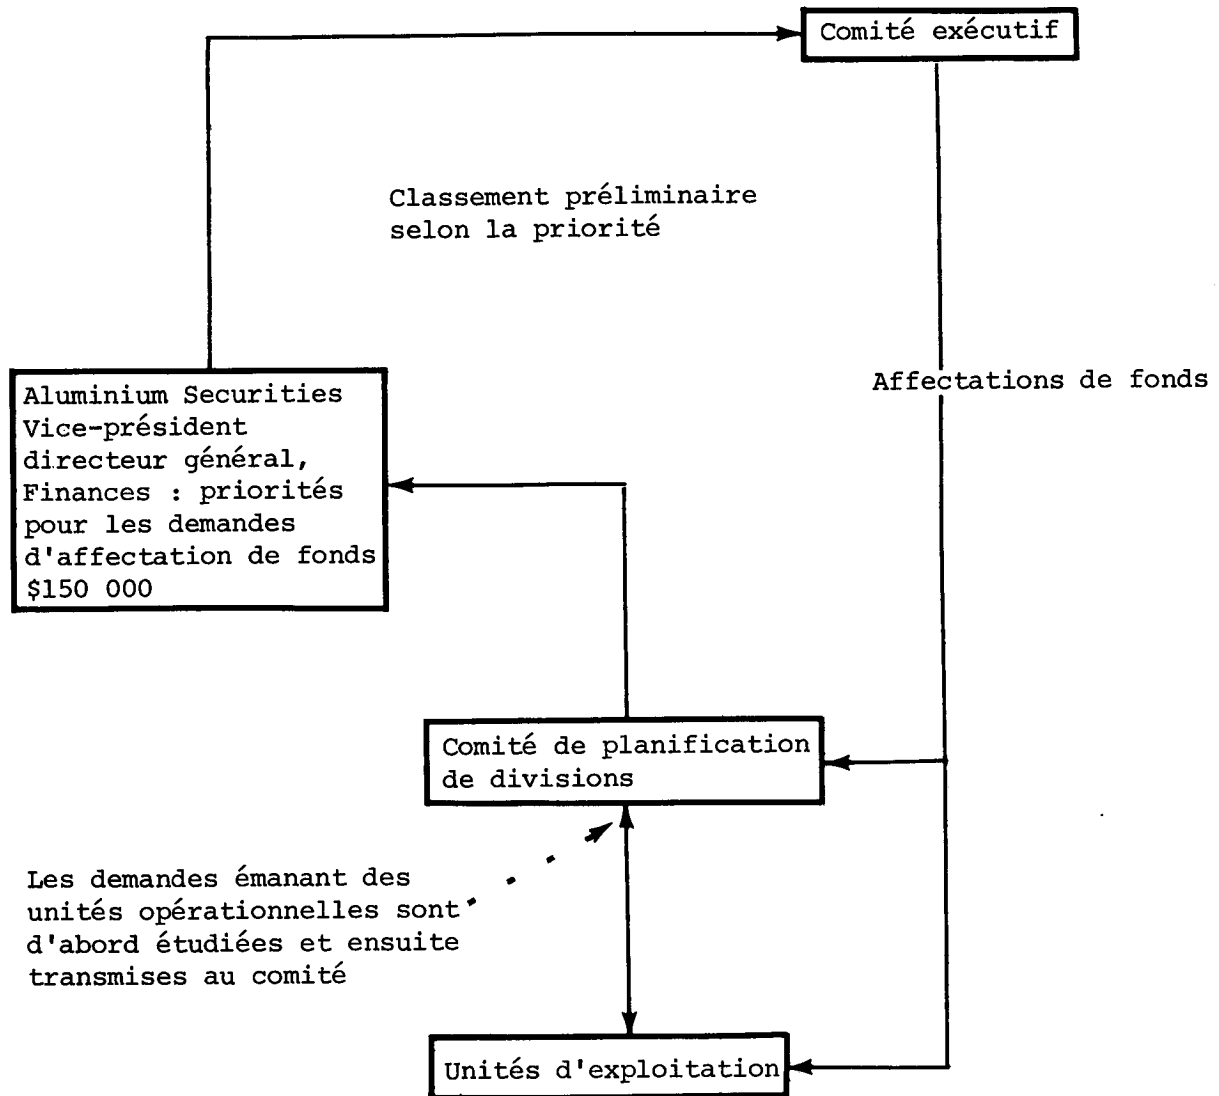 Comité exécutif
Classement préliminaire
selon la priorité
Affectations de fonds
Aluminium Securities
Vice-président
directeur général,
Finances : priorités
pour les demandes
d'affectation de fonds
$150 000
Comité de planification
de divisions
Les demandes émanant des
unités opérationnelles sont
d'abord étudiées et ensuite
transmises au comité
Unités d'exploitation